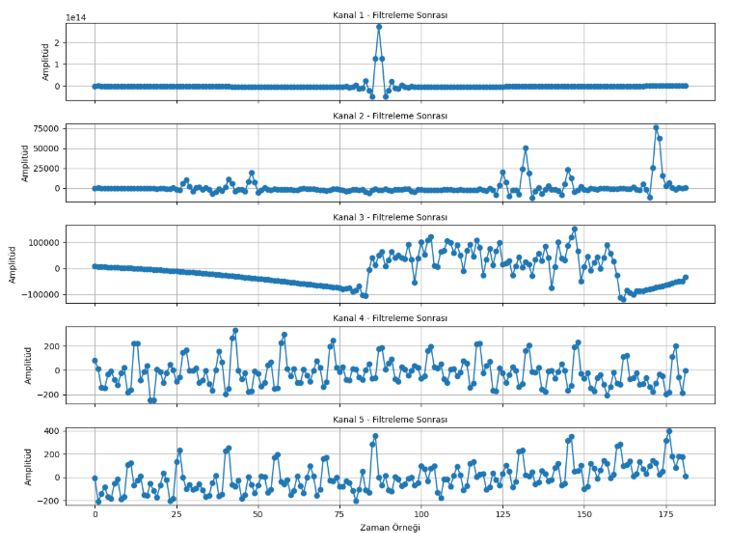 Kanal 1 - Filtreleme Sonrası
1e14
2
1
0
Amplitüd
Kanal 2 - Filtreleme Sonrası
75000
50000
25000
0
Amplitüd
Kanal 3 - Filtreleme Sonrası
100000
0
−100000
Amplitüd
Kanal 4 - Filtreleme Sonrası
200
0
−200
Amplitüd
Kanal 5 - Filtreleme Sonrası
400
200
0
−200
Amplitüd
0 25 50 75 100 125 150 175
Zaman Örneği